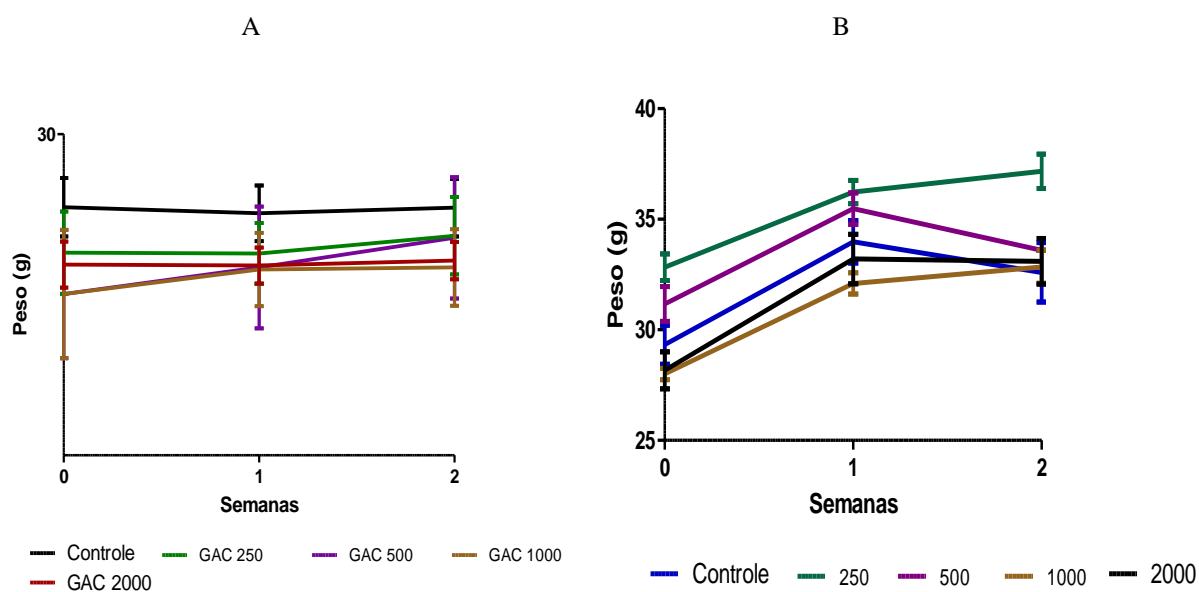 A
30
Peso (g)
0 1 2
Semanas
Controle GAC 250 GAC 500 GAC 1000
GAC 2000
B
40
35
30
25
Peso (g)
0 1 2
Semanas
Controle 250 500 1000 2000